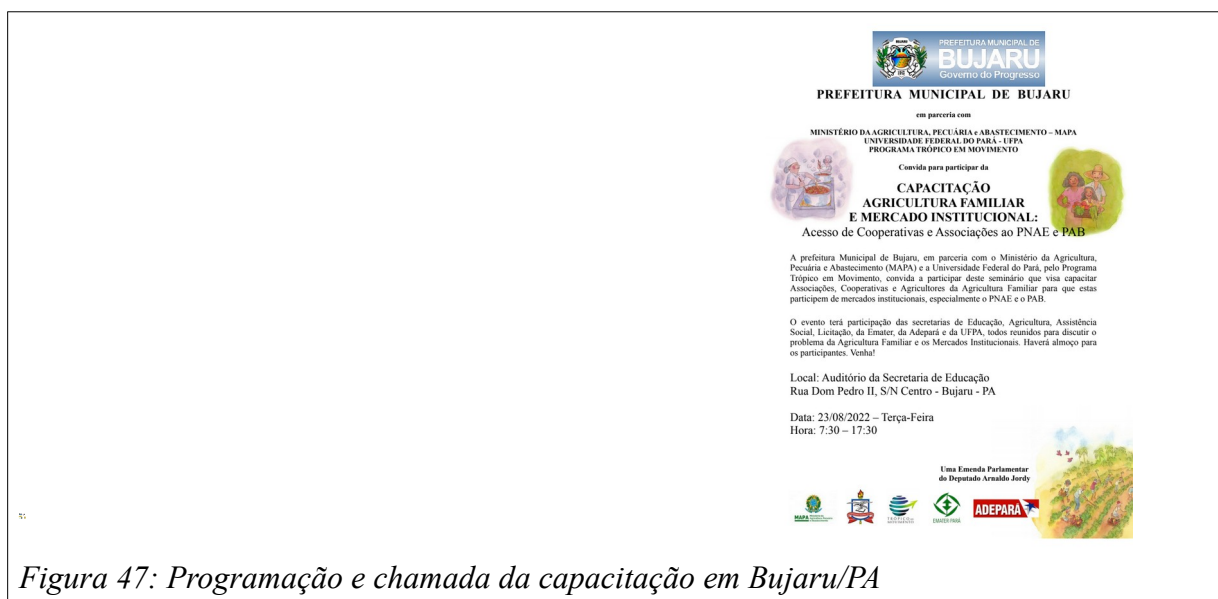 PREFEITURA MUNICIPAL DE
BUJARU
Governo do Progresso
PREFEITURA MUNICIPAL DE BUJARU
em parceria com
MINISTÉRIO DA AGRICULTURA, PECUÁRIA e ABASTECIMENTO – MAPA
UNIVERSIDADE FEDERAL DO PARÁ - UFPA
PROGRAMA TRÓPICO EM MOVIMENTO
Convida para participar da
CAPACITAÇÃO
AGRICULTURA FAMILIAR
E MERCADO INSTITUCIONAL:
Acesso de Cooperativas e Associações ao PNAE e PAB
A prefeitura Municipal de Bujaru, em parceria com o Ministério da Agricultura,
Pecuária e Abastecimento (MAPA) e a Universidade Federal do Pará, pelo Programa
Trópico em Movimento, convida a participar deste seminário que visa capacitar
Associações, Cooperativas e Agricultores da Agricultura Familiar para que estas
participem de mercados institucionais, especialmente o PNAE e o PAB.
O evento terá participação das secretarias de Educação, Agricultura, Assistência
Social, Licitação, da Emater, da Adepará e da UFPA, todos reunidos para discutir o
problema da Agricultura Familiar e os Mercados Institucionais. Haverá almoço para
os participantes. Venha!
Local: Auditório da Secretaria de Educação
Rua Dom Pedro II, S/N Centro - Bujaru - PA
Data: 23/08/2022 – Terça-Feira
Hora: 7:30 – 17:30
Uma Emenda Parlamentar
do Deputado Arnaldo Jordy
MAPA
TRÓPICO EM
MOVIMENTO
EMATER-PARÁ
ADEPARÁ
Figura 47: Programação e chamada da capacitação em Bujaru/PA